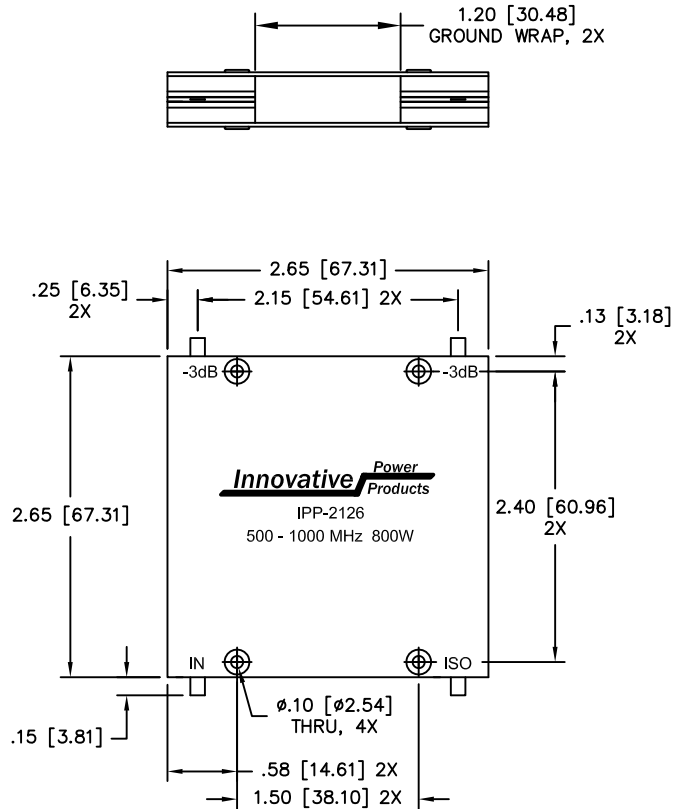 1.20 [30.48]
GROUND WRAP, 2X
2.65 [67.31]
.25 [6.35]
2X
2.15 [54.61] 2X
.13 [3.18]
2X
-3dB
-3dB
Innovative Power
Products
IPP-2126
500 - 1000 MHz 800W
2.65 [67.31]
2.40 [60.96]
2X
IN
ISO
ø.10 [ø2.54]
THRU, 4X
.15 [3.81]
.58 [14.61] 2X
1.50 [38.10] 2X